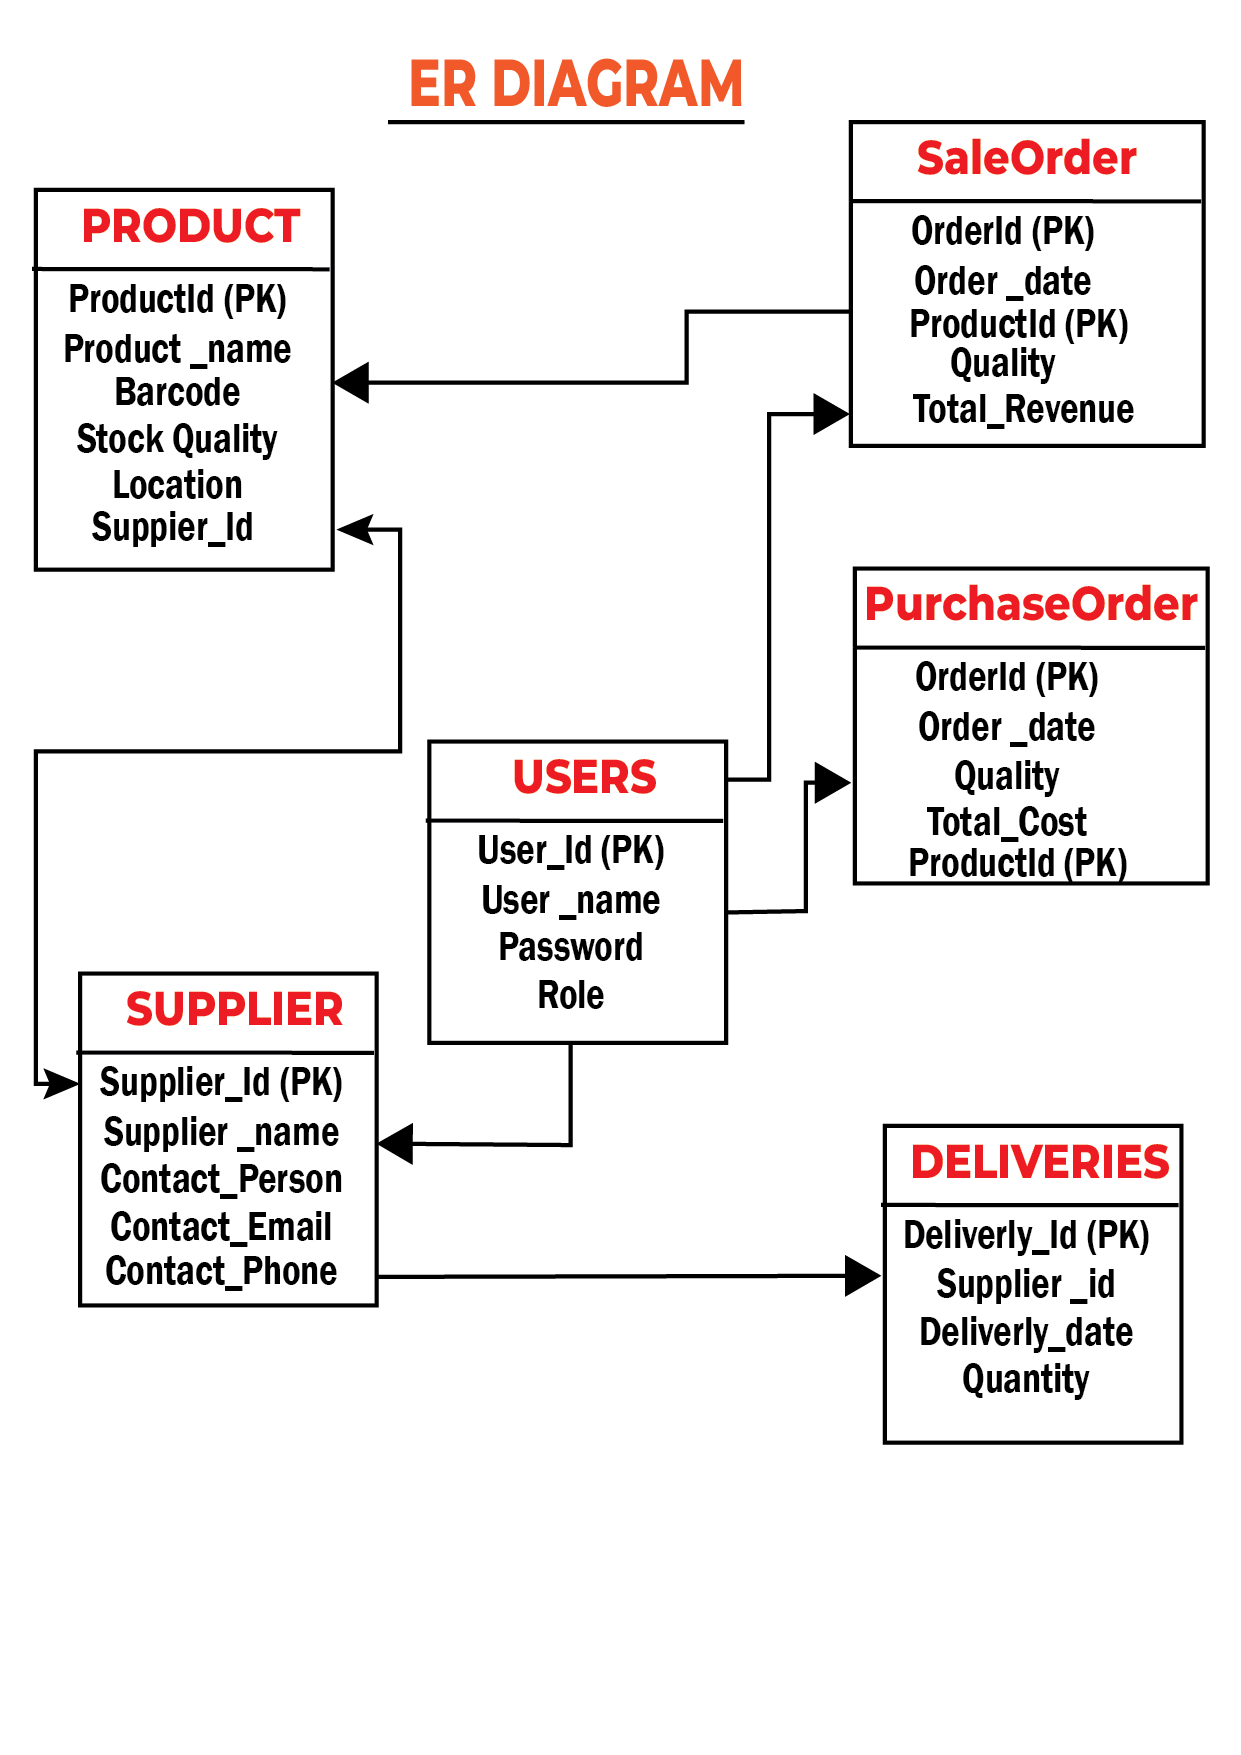 ER DIAGRAM
PRODUCT
ProductId (PK)
Product _name
Barcode
Stock Quality
Location
Suppier_Id
SaleOrder
OrderId (PK)
Order _date
ProductId (PK)
Quality
Total_Revenue
PurchaseOrder
OrderId (PK)
Order _date
Quality
Total_Cost
ProductId (PK)
USERS
User_Id (PK)
User _name
Password
Role
SUPPLIER
Supplier_Id (PK)
Supplier _name
Contact_Person
Contact_Email
Contact_Phone
DELIVERIES
Deliverly_Id (PK)
Supplier _id
Deliverly_date
Quantity